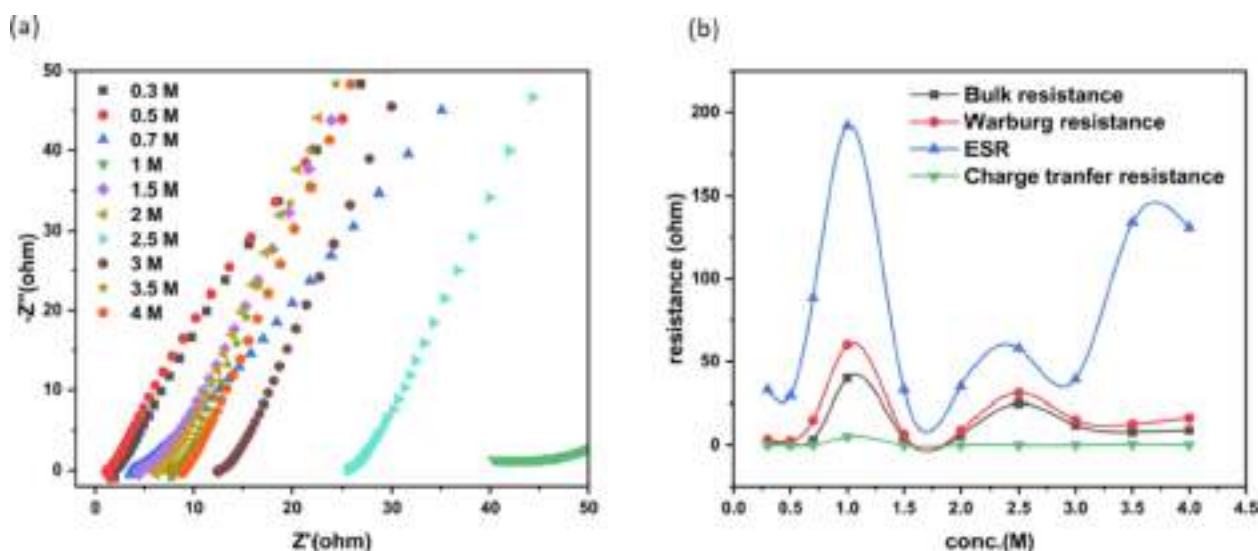 (a)
(b)
50
40
30
20
10
0
-Z''(ohm)
0.3 M
0.5 M
0.7 M
1 M
1.5 M
2 M
2.5 M
3 M
3.5 M
4 M
0
10
20
30
40
50
Z'(ohm)
200
150
100
50
0
resistance (ohm)
Bulk resistance
Warburg resistance
ESR
Charge tranfer resistance
0.0
0.5
1.0
1.5
2.0
2.5
3.0
3.5
4.0
4.5
conc.(M)